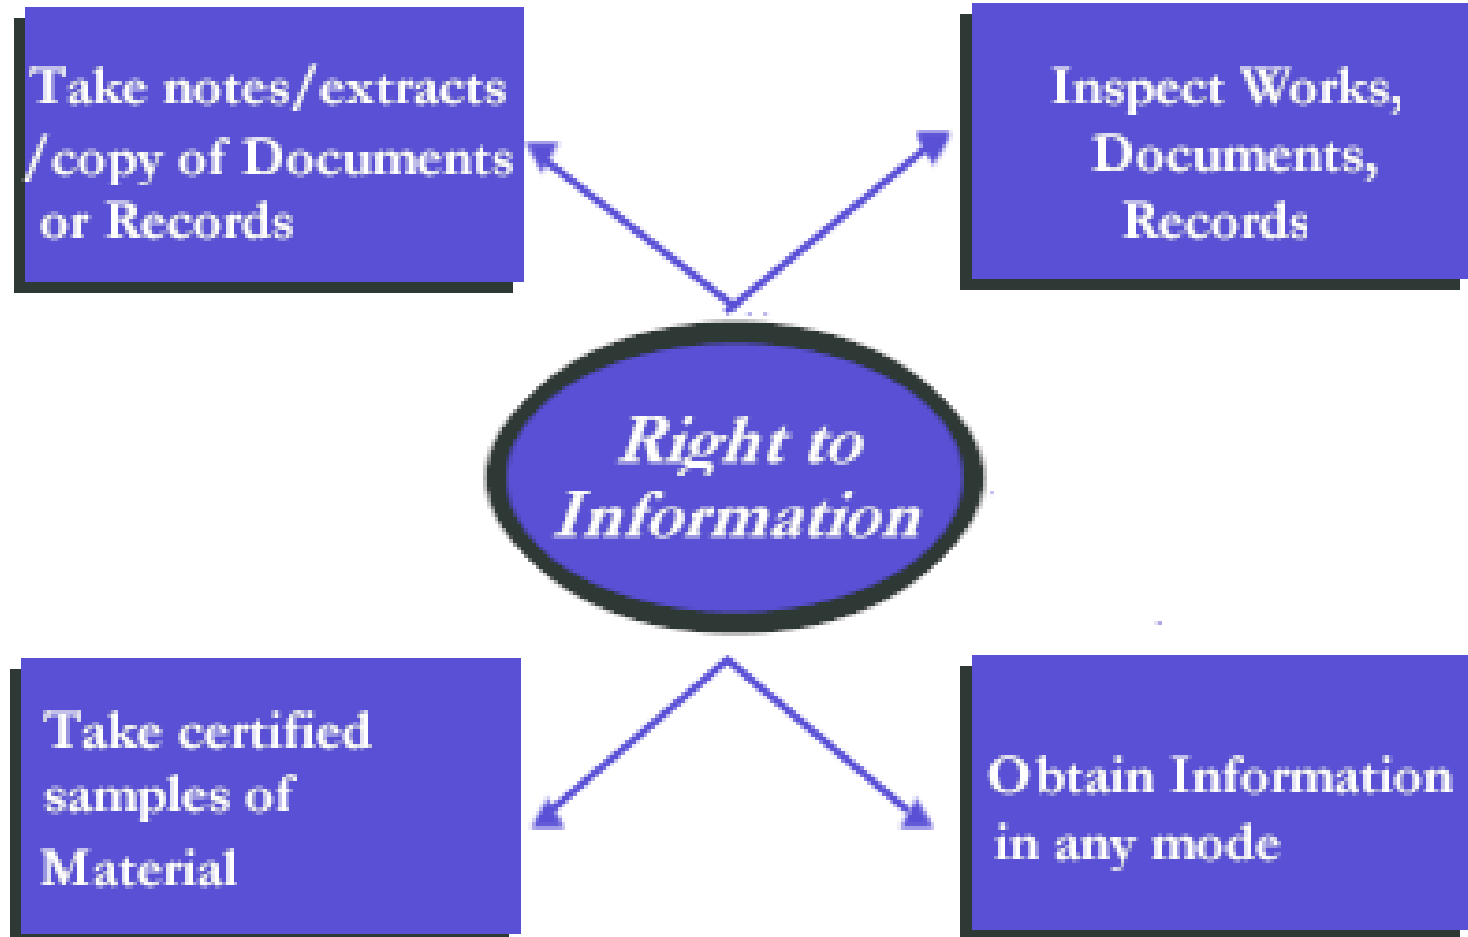 Take notes/extracts
/copy of Documents
or Records
Inspect Works,
Documents,
Records
Right to
Information
Take certified
samples of
Material
Obtain Information
in any mode